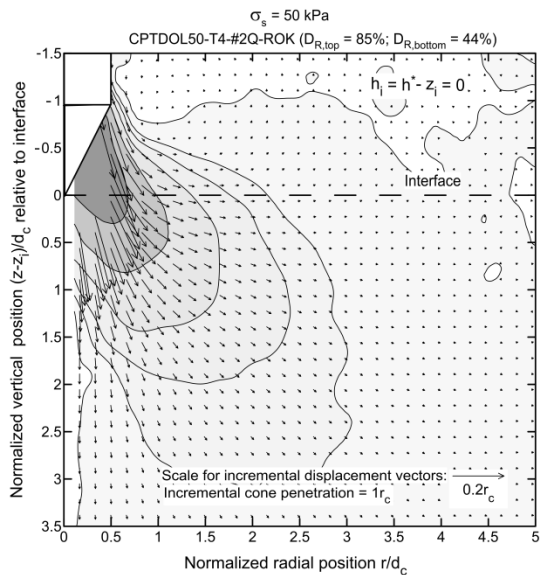 σs = 50 kPa
CPTDOL50-T4-#2Q-ROK (DR,top = 85%; DR,bottom = 44%)
hi = h* - zi = 0
Interface
Scale for incremental displacement vectors:
Incremental cone penetration = 1rc
0.2rc
Normalized vertical position (z-zi)/dc relative to interface
-1.5
-1
-0.5
0
0.5
1
1.5
2
2.5
3
3.5
0 0.5 1 1.5 2 2.5 3 3.5 4 4.5 5
Normalized radial position r/dc